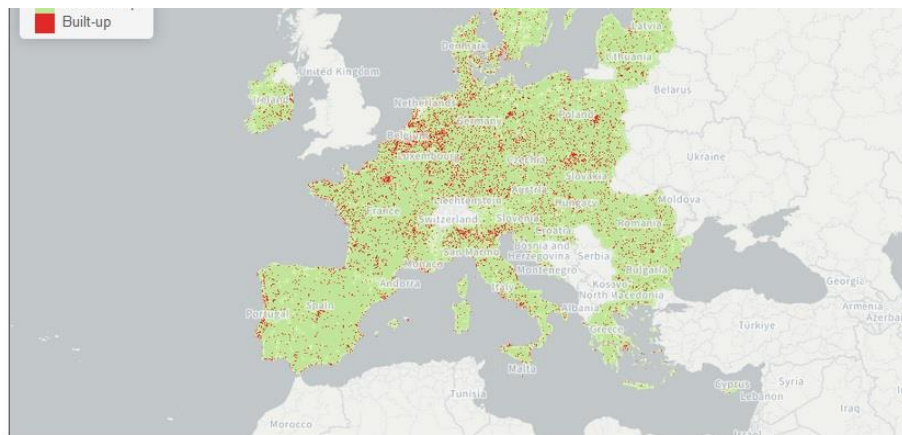 Built-up
Latvia
Denmark
Lithuania
United Kingdom
Ireland
Netherlands
Belarus
Poland
Germany
Belgium
Luxembourg
Czechia
Ukraine
Slovakia
Austria
Liechtenstein
Hungary
Moldova
France
Switzerland
Slovenia
Romania
Croatia
Bosnia and
Herzegovina
Serbia
San Marino
Monaco
Montenegro
Kosovo
Bulgaria
Andorra
Italy
North Macedonia
Georgia
Albania
Armenia
Azerbai
Portugal
Spain
Greece
Türkiye
Malta
Cyprus
Syria
Lebanon
Tunisia
Iraq
Morocco
Israel